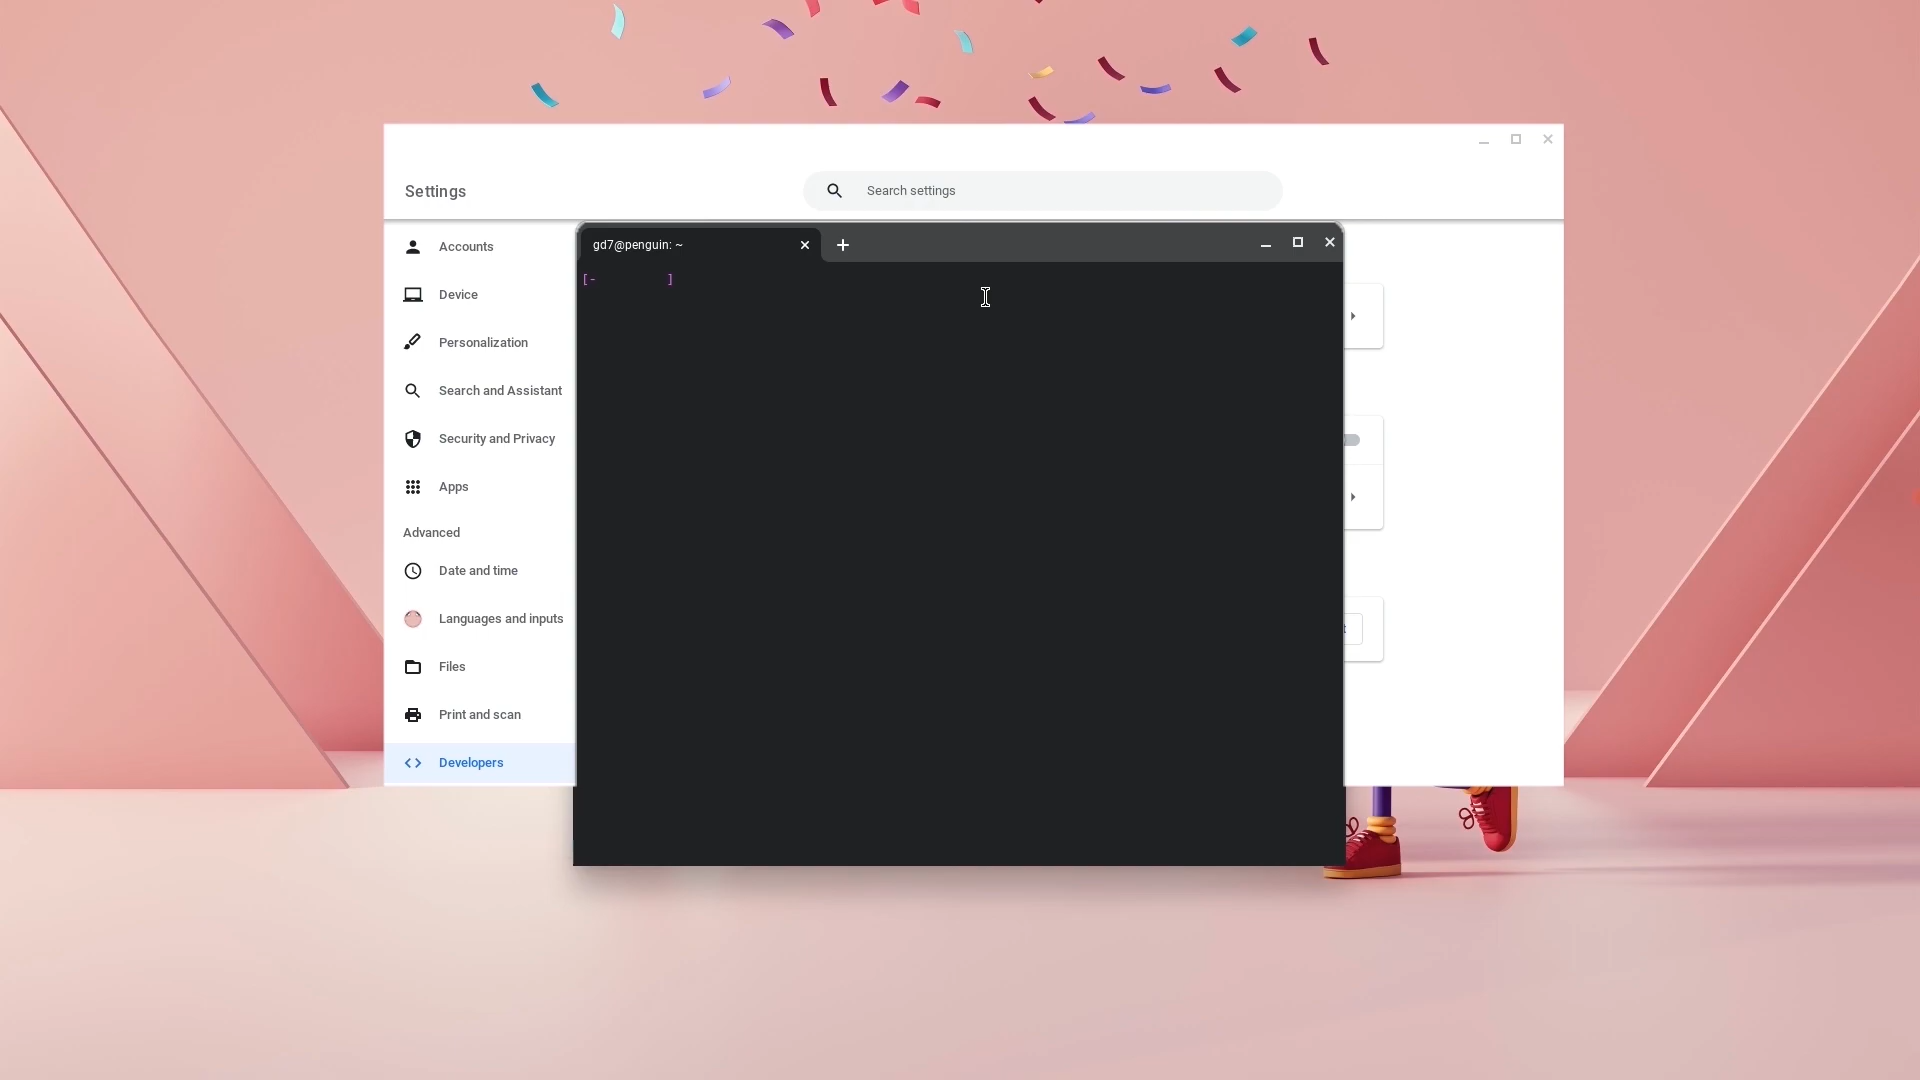 Settings
Search settings
Accounts
Device
Personalization
Search and Assistant
Security and Privacy
Apps
Advanced
Date and time
Languages and inputs
Files
Print and scan
Developers
gd7@penguin: ~
[-          ]